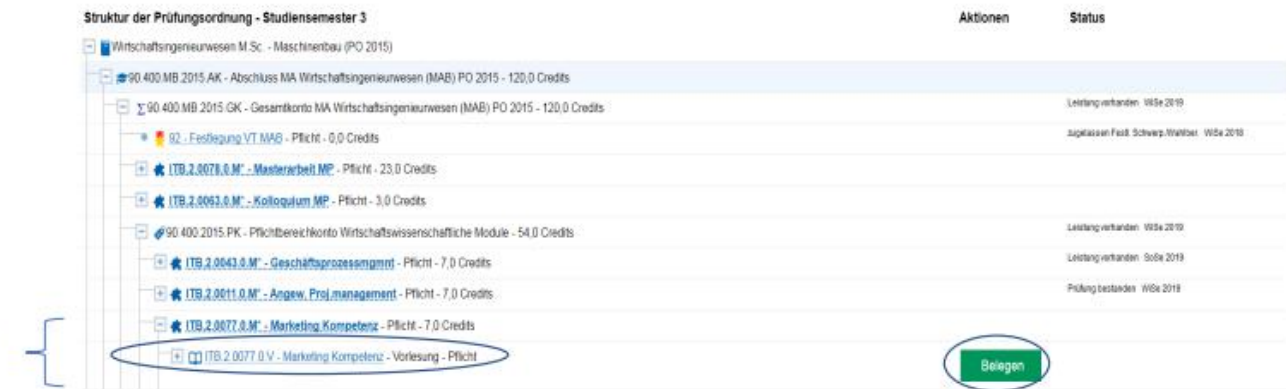 Struktur der Prüfungsordnung - Studiensemester 3 Aktionen Status
Wirtschaftsingenieurwesen M.Sc. - Maschinenbau (PO 2015)
90.400.MB.2015.AK - Abschluss MA Wirtschaftsingenieurwesen (MAB) PO 2015 - 120,0 Credits
90.400.MB.2015.GK - Gesamtkonto MA Wirtschaftsingenieurwesen (MAB) PO 2015 - 120,0 Credits Leistung vorhanden WiSe 2019
92 - Festlegung VT MAB - Pflicht - 0,0 Credits zugelassen Festl. Schwerp./Wahlber. WiSe 2018
ITB.2.0078.0.M* - Masterarbeit MP - Pflicht - 23,0 Credits
ITB.2.0063.0.M* - Kolloquium MP - Pflicht - 3,0 Credits
90.400.2015.PK - Pflichtbereichkonto Wirtschaftswissenschaftliche Module - 54,0 Credits Leistung vorhanden WiSe 2019
ITB.2.0043.0.M* - Geschäftsprozessmgmnt - Pflicht - 7,0 Credits Leistung vorhanden SoSe 2019
ITB.2.0011.0.M* - Angew. Proj.management - Pflicht - 7,0 Credits Prüfung bestanden WiSe 2019
ITB.2.0077.0.M* - Marketing Kompetenz - Pflicht - 7,0 Credits
ITB.2.0077.0.V - Marketing Kompetenz - Vorlesung - Pflicht Belegen